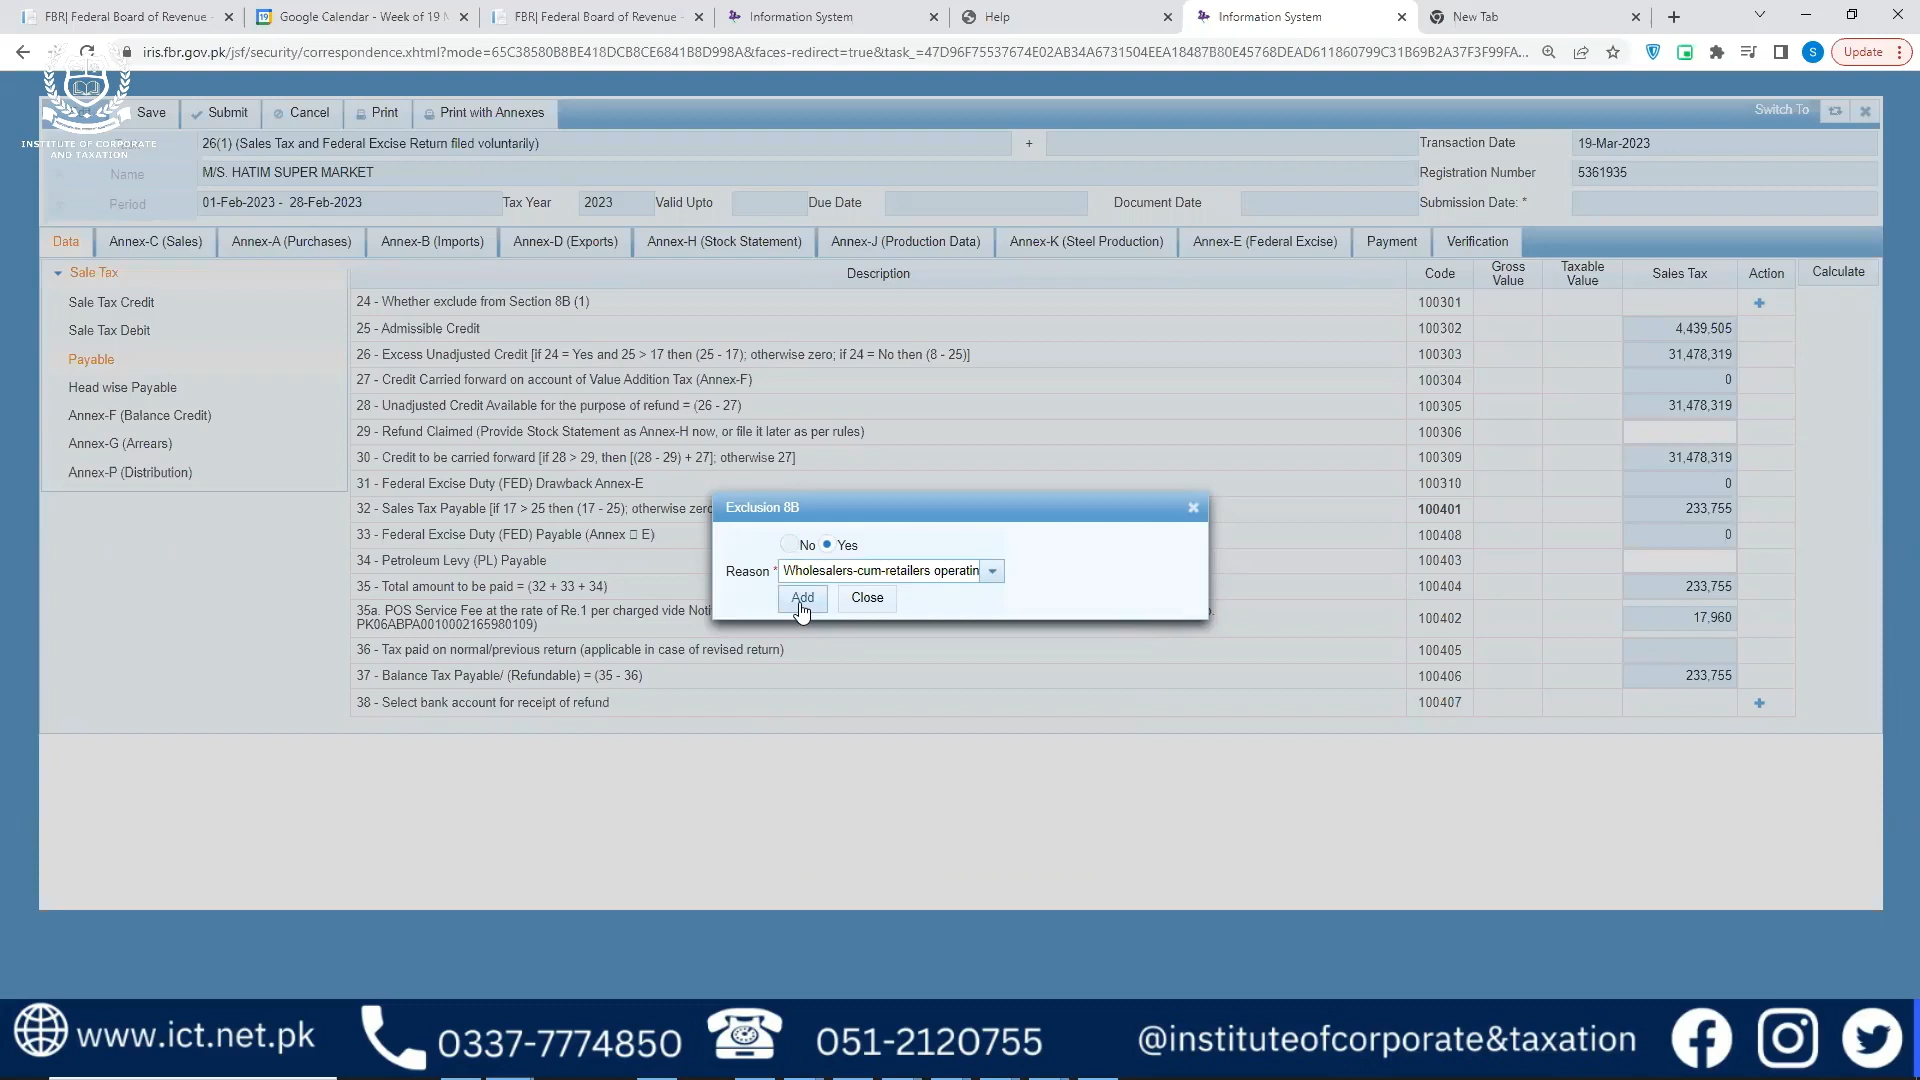 FBR| Federal Board of Revenue
Google Calendar - Week of 19 M
FBR| Federal Board of Revenue
Information System
Help
Information System
New Tab
iris.fbr.gov.pk/jsf/security/correspondence.xhtml?mode=65C38580B8BE418DCB8CE6841B8D998A&faces-redirect=true&task_=47D96F75537674E02AB34A6731504EEA18487B80E45768DEAD611860799C31B69B2A37F3F99FA...
S
Update
Save
Submit
Cancel
Print
Print with Annexes
Switch To
INSTITUTE OF CORPORATE
AND TAXATION
26(1) (Sales Tax and Federal Excise Return filed voluntarily)
+
Transaction Date
19-Mar-2023
Name
M/S. HATIM SUPER MARKET
Registration Number
5361935
Period
01-Feb-2023 - 28-Feb-2023
Tax Year
2023
Valid Upto
Due Date
Document Date
Submission Date: *
Data
Annex-C (Sales)
Annex-A (Purchases)
Annex-B (Imports)
Annex-D (Exports)
Annex-H (Stock Statement)
Annex-J (Production Data)
Annex-K (Steel Production)
Annex-E (Federal Excise)
Payment
Verification
Sale Tax
Sale Tax Credit
Sale Tax Debit
Payable
Head wise Payable
Annex-F (Balance Credit)
Annex-G (Arrears)
Annex-P (Distribution)
Description
Code
Gross Value
Taxable Value
Sales Tax
Action
Calculate
24 - Whether exclude from Section 8B (1)
100301
25 - Admissible Credit
100302
4,439,505
26 - Excess Unadjusted Credit [if 24 = Yes and 25 > 17 then (25 - 17); otherwise zero; if 24 = No then (8 - 25)]
100303
31,478,319
27 - Credit Carried forward on account of Value Addition Tax (Annex-F)
100304
0
28 - Unadjusted Credit Available for the purpose of refund = (26 - 27)
100305
31,478,319
29 - Refund Claimed (Provide Stock Statement as Annex-H now, or file it later as per rules)
100306
30 - Credit to be carried forward [if 28 > 29, then [(28 - 29) + 27]; otherwise 27]
100309
31,478,319
31 - Federal Excise Duty (FED) Drawback Annex-E
100310
0
32 - Sales Tax Payable [if 17 > 25 then (17 - 25); otherwise zero
100401
233,755
33 - Federal Excise Duty (FED) Payable (Annex □ E)
100408
0
34 - Petroleum Levy (PL) Payable
100403
35 - Total amount to be paid = (32 + 33 + 34)
100404
233,755
35a. POS Service Fee at the rate of Re.1 per charged vide Noti
PK06ABPA0010002165980109)
100402
17,960
36 - Tax paid on normal/previous return (applicable in case of revised return)
100405
37 - Balance Tax Payable/ (Refundable) = (35 - 36)
100406
233,755
38 - Select bank account for receipt of refund
100407
Exclusion 8B
No
Yes
Reason *
Wholesalers-cum-retailers operatin
Add
Close
www.ict.net.pk
0337-7774850
051-2120755
@instituteofcorporate&taxation